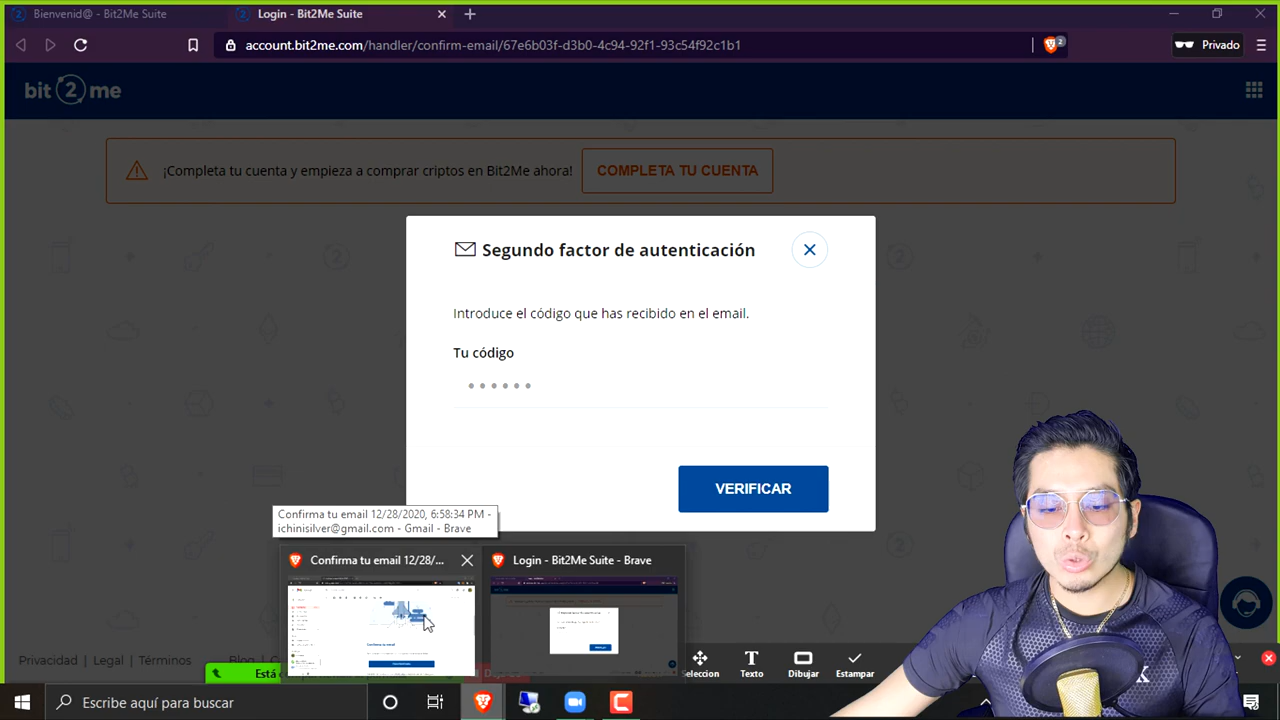 Bienvenid@ - Bit2Me Suite
Login - Bit2Me Suite
account.bit2me.com/handler/confirm-email/67e6b03f-d3b0-4c94-92f1-93c54f92c1b1
2
Privado
bit2me
¡Completa tu cuenta y empieza a comprar criptos en Bit2Me ahora!
COMPLETA TU CUENTA
Segundo factor de autenticación
Introduce el código que has recibido en el email.
Tu código
VERIFICAR
Confirma tu email 12/28/2020, 6:58:34 PM -
ichinisilver@gmail.com - Gmail - Brave
Confirma tu email 12/28/...
Login - Bit2Me Suite - Brave
Privacidad
Legal
Términos
Blog
Está
Selección
Texto
Dibujar
Estampar
Escribe aquí para buscar